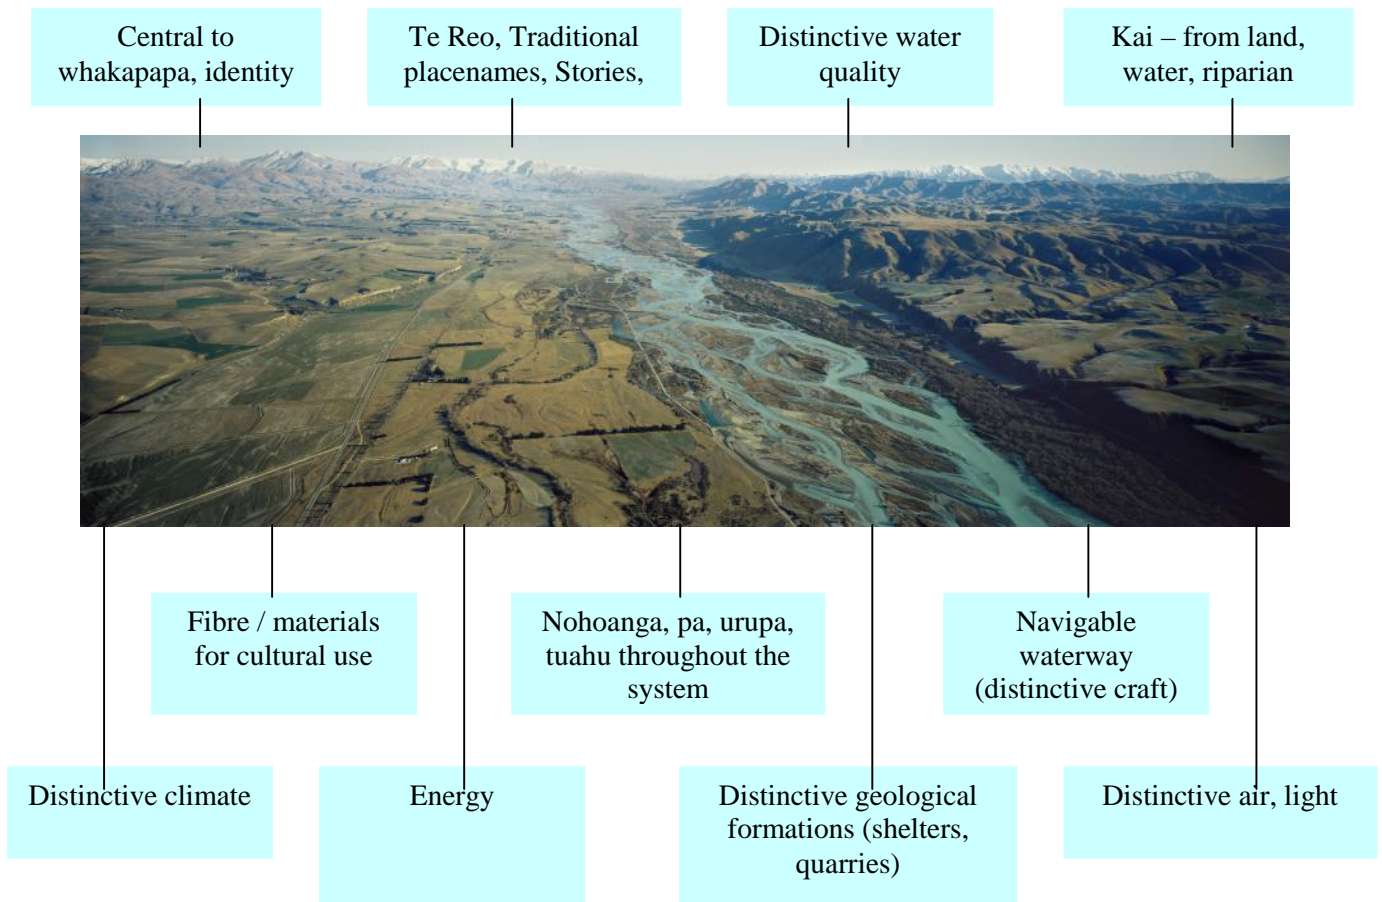 Central to
whakapapa, identity
Te Reo, Traditional
placenames, Stories,
Distinctive water
quality
Kai – from land,
water, riparian
Fibre / materials
for cultural use
Nohoanga, pa, urupa,
tuahu throughout the
system
Navigable
waterway
(distinctive craft)
Distinctive climate
Energy
Distinctive geological
formations (shelters,
quarries)
Distinctive air, light